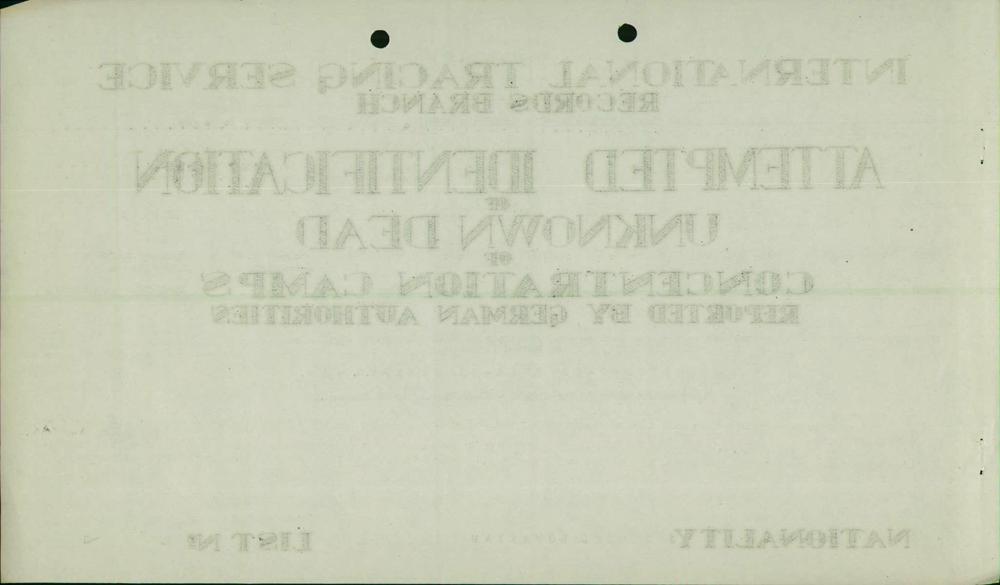 INTERNATIONAL TRACING SERVICE
RECORDS BRANCH
ATTEMPTED IDENTIFICATION
OF
UNKNOWN DEAD
OF
CONCENTRATION CAMPS
REPORTED BY GERMAN AUTHORITIES
NATIONALITY: LIST Nº